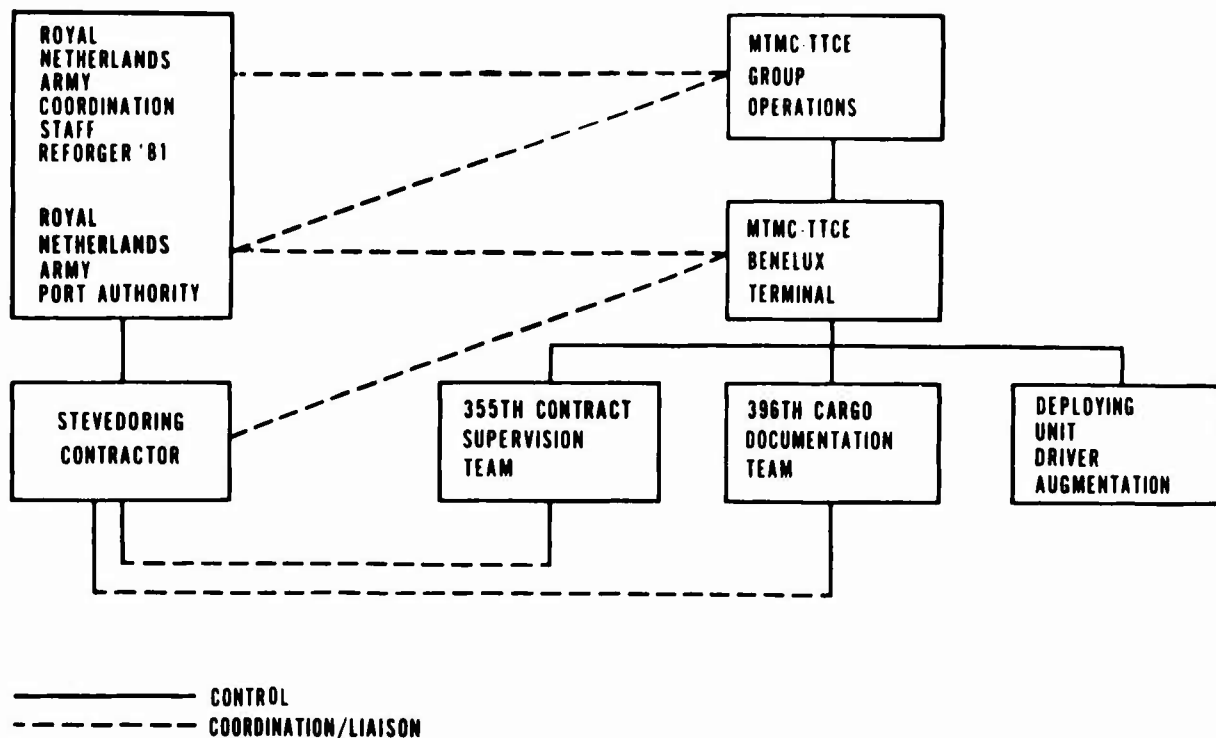 ROYAL
NETHERLANDS
ARMY
COORDINATION
STAFF
REFORGER '81
ROYAL
NETHERLANDS
ARMY
PORT AUTHORITY
MTMC-TTCE
GROUP
OPERATIONS
MTMC-TTCE
BENELUX
TERMINAL
STEVEDORING
CONTRACTOR
355TH CONTRACT
SUPERVISION
TEAM
396TH CARGO
DOCUMENTATION
TEAM
DEPLOYING
UNIT
DRIVER
AUGMENTATION
CONTROL
COORDINATION/LIAISON